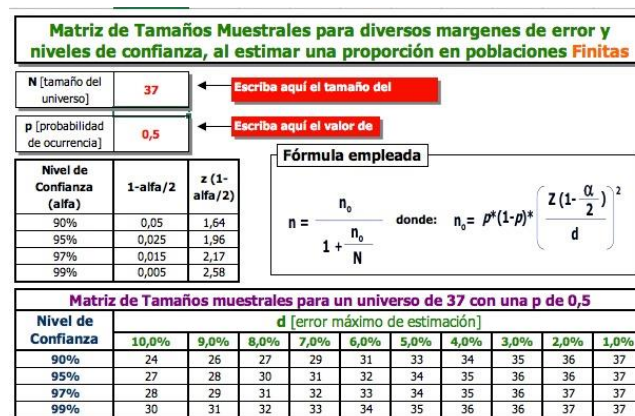 Matriz de Tamaños Muestrales para diversos margenes de error y
niveles de confianza, al estimar una proporción en poblaciones Finitas
N [tamaño del
universo]
37
Escriba aquí el tamaño del
p [probabilidad
de ocurrencia]
0,5
Escriba aquí el valor de
Nivel de
Confianza
(alfa)
1-alfa/2
z (1-
alfa/2)
90% 0,05 1,64
95% 0,025 1,96
97% 0,015 2,17
99% 0,005 2,58
Fórmula empleada
n = n₀ / (1 + n₀/N) donde: n₀ = p*(1-p)* (Z (1- α/2) / d)²
Matriz de Tamaños muestrales para un universo de 37 con una p de 0,5
Nivel de
Confianza
d [error máximo de estimación]
10,0% 9,0% 8,0% 7,0% 6,0% 5,0% 4,0% 3,0% 2,0% 1,0%
90% 24 26 27 29 31 33 34 35 36 37
95% 27 28 30 31 32 34 35 36 36 37
97% 28 29 31 32 33 34 35 36 37 37
99% 30 31 32 33 34 35 36 36 37 37